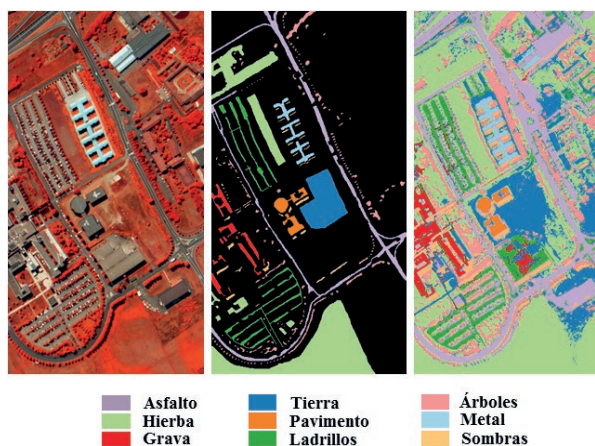 Asfalto Tierra Árboles
Hierba Pavimento Metal
Grava Ladrillos Sombras